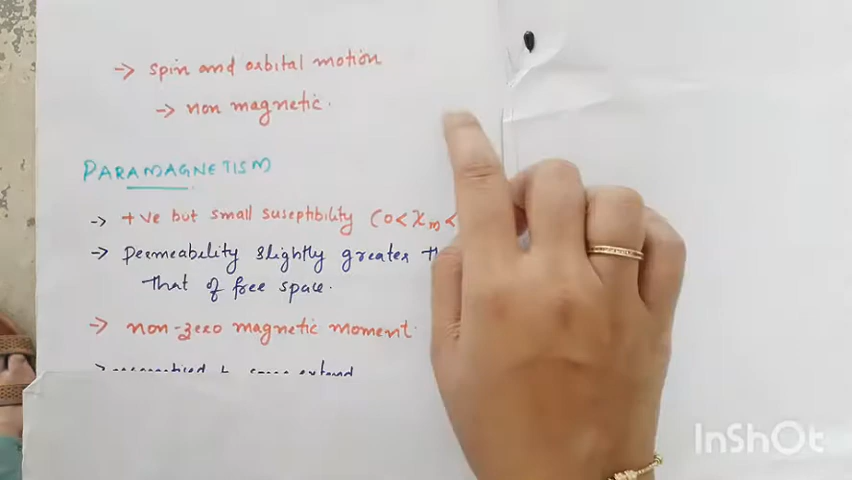 → spin and orbital motion
→ non magnetic.
PARAMAGNETISM
→ +ve but small suseptibility (0<χm<
→ permeability slightly greater th
that of free space.
→ non-zero magnetic moment.
InShOt